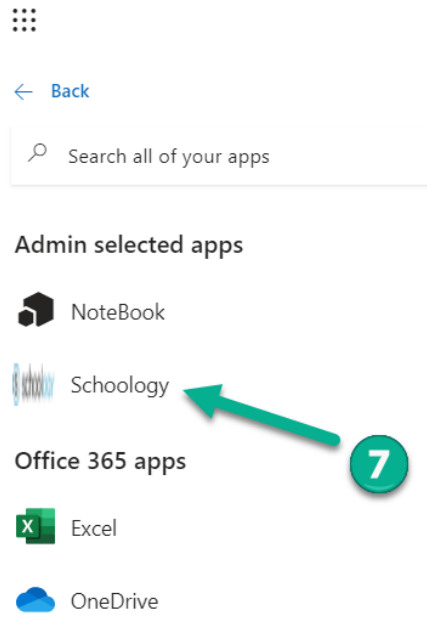 Back
Search all of your apps
Admin selected apps
NoteBook
Schoology
Office 365 apps
7
X Excel
OneDrive